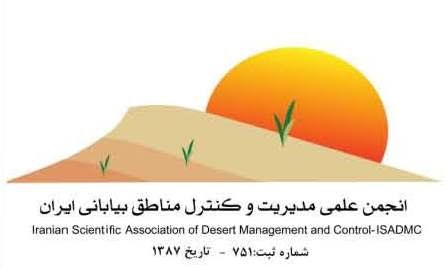 انجمن علمی مدیریت و کنترل مناطق بیابانی ایران
Iranian Scientific Association of Desert Management and Control-ISADMC
شماره ثبت:۷۵۱ - تاریخ ۱۳۸۷